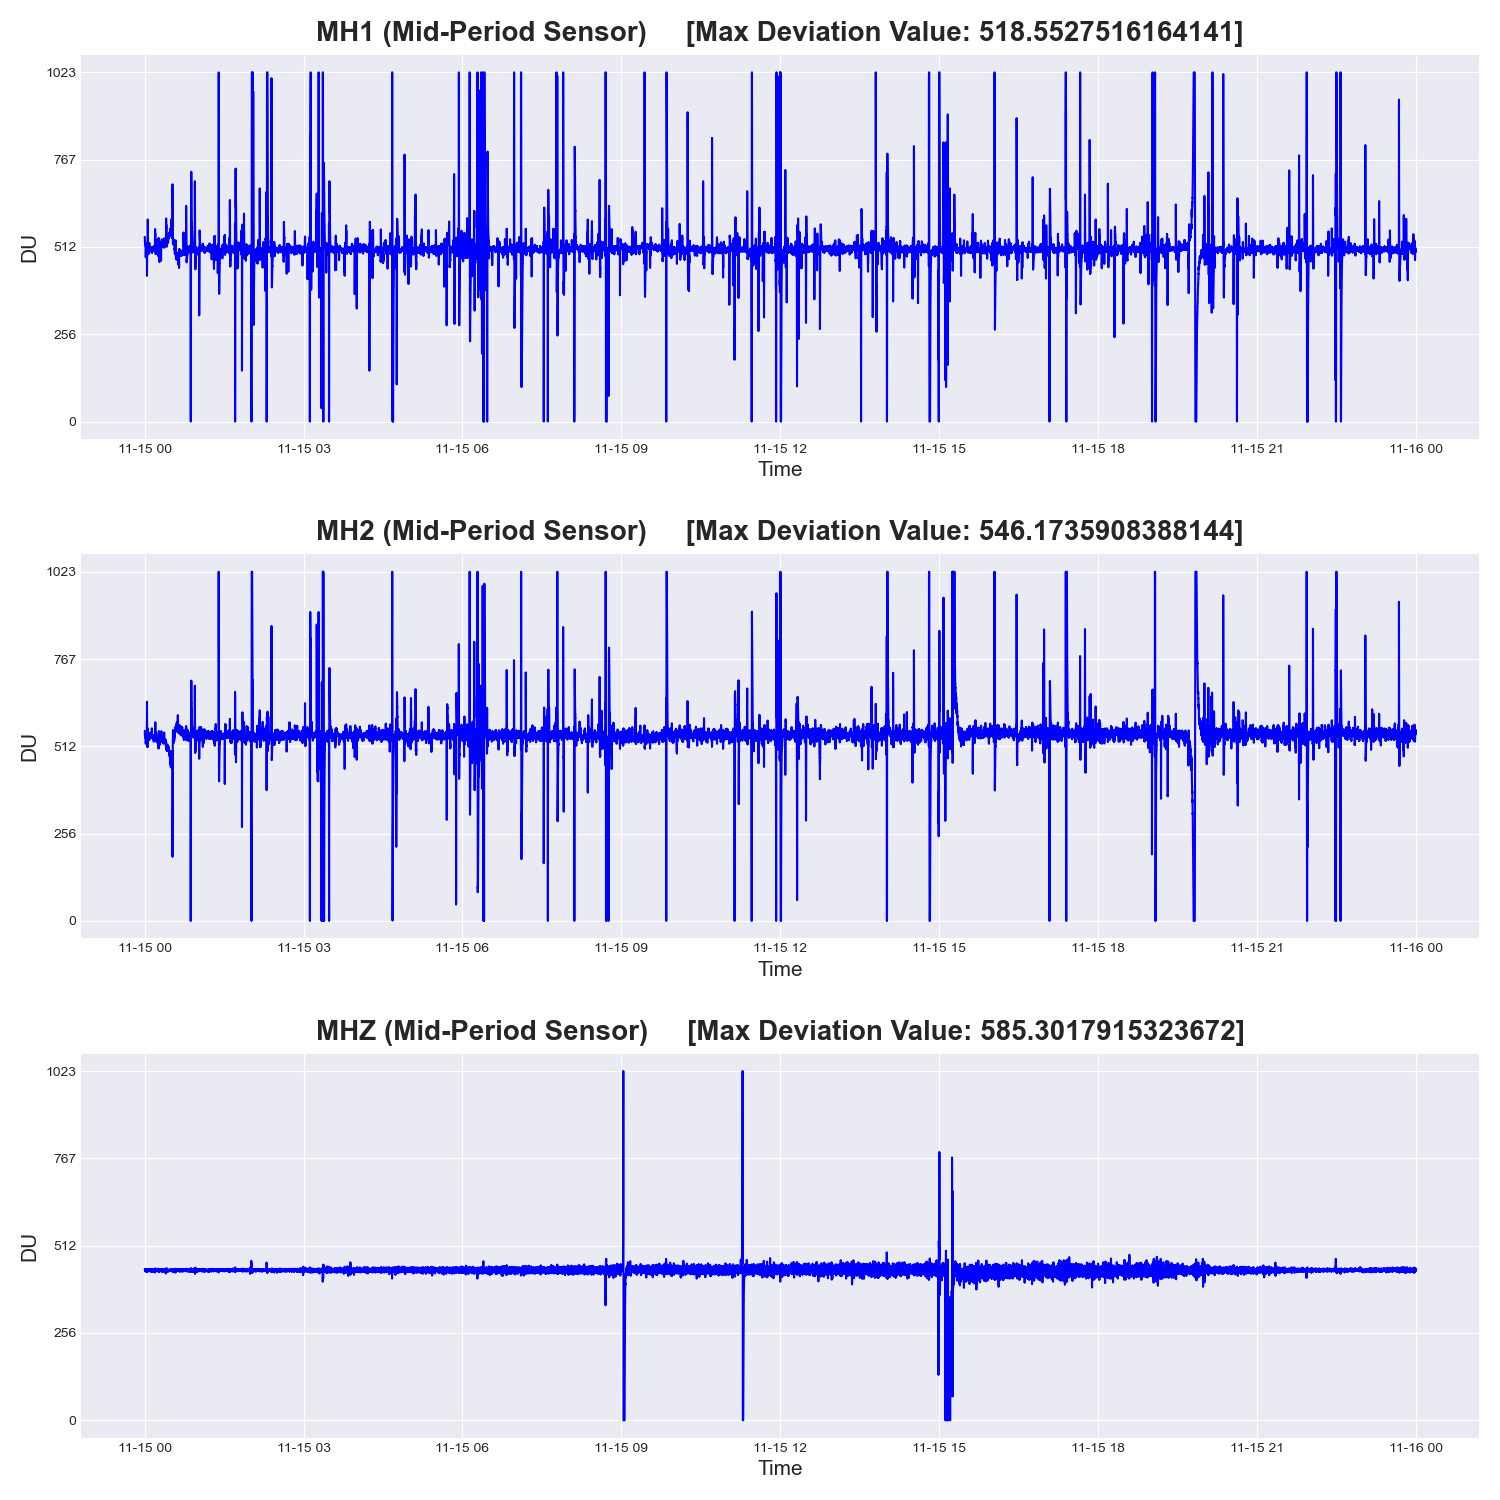 MH1 (Mid-Period Sensor) [Max Deviation Value: 518.5527516164141]
1023
767
512
256
0
DU
11-15 00 11-15 03 11-15 06 11-15 09 11-15 12 11-15 15 11-15 18 11-15 21 11-16 00
Time
MH2 (Mid-Period Sensor) [Max Deviation Value: 546.1735908388144]
1023
767
512
256
0
DU
11-15 00 11-15 03 11-15 06 11-15 09 11-15 12 11-15 15 11-15 18 11-15 21 11-16 00
Time
MHZ (Mid-Period Sensor) [Max Deviation Value: 585.3017915323672]
1023
767
512
256
0
DU
11-15 00 11-15 03 11-15 06 11-15 09 11-15 12 11-15 15 11-15 18 11-15 21 11-16 00
Time